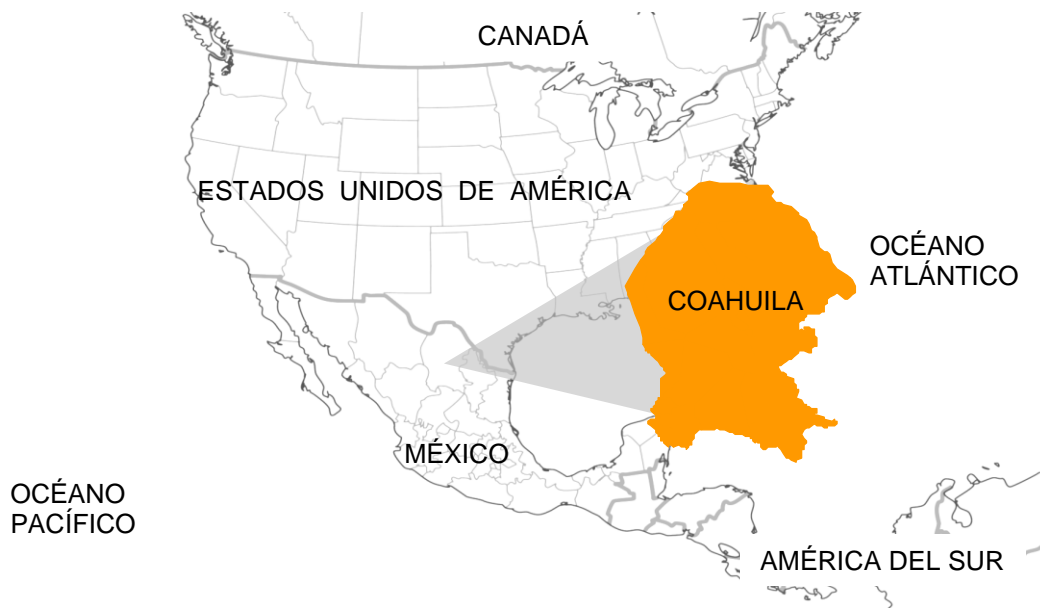 CANADÁ
ESTADOS UNIDOS DE AMÉRICA
OCÉANO
ATLÁNTICO
COAHUILA
MÉXICO
OCÉANO
PACÍFICO
AMÉRICA DEL SUR